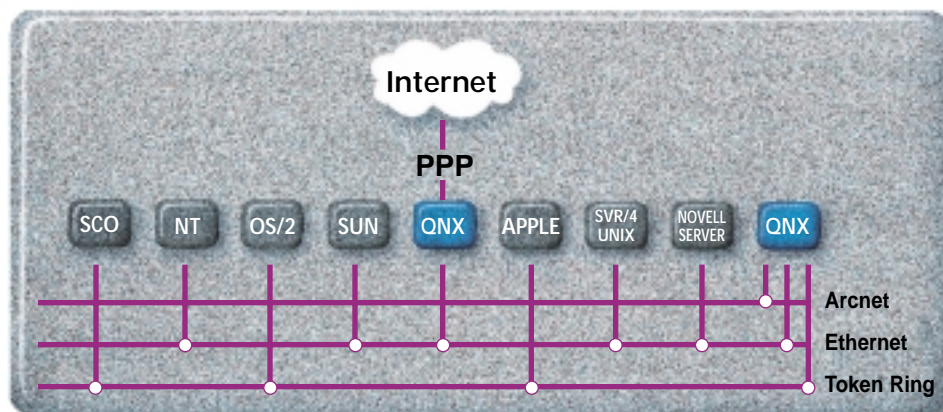 Internet
PPP
SCO
NT
OS/2
SUN
QNX
APPLE
SVR/4
UNIX
NOVELL
SERVER
QNX
Arcnet
Ethernet
Token Ring